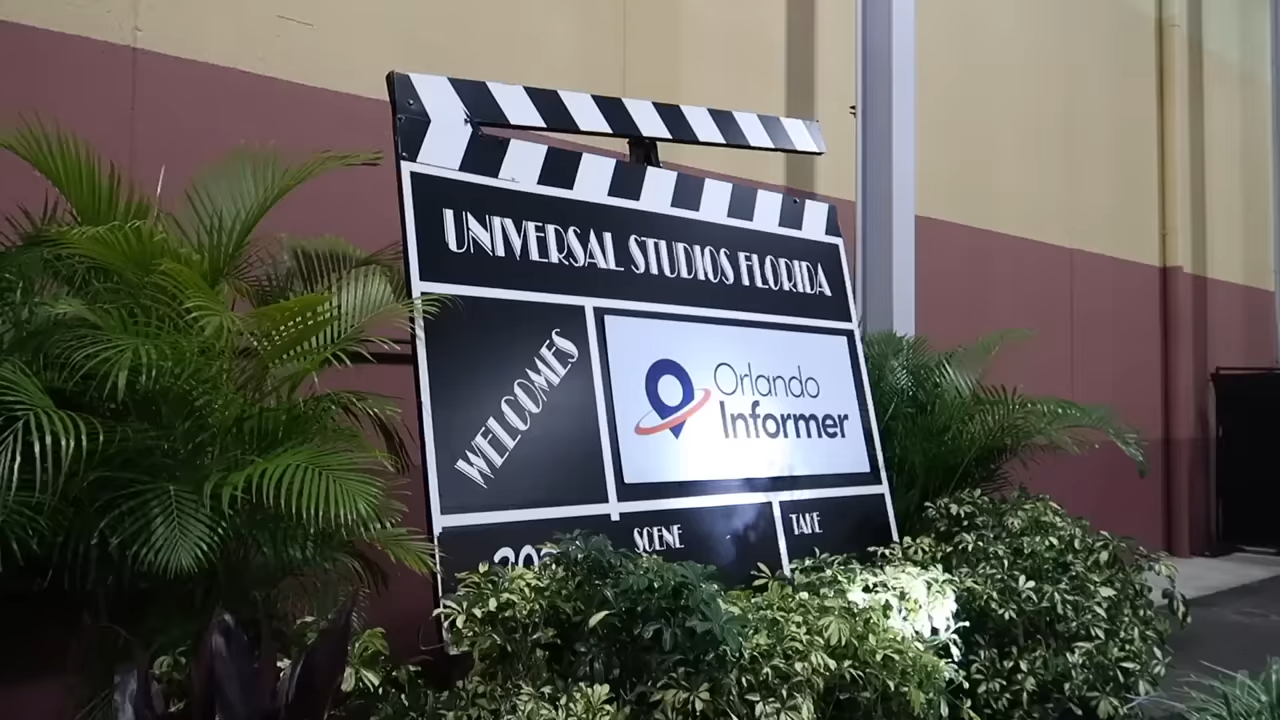 UNIVERSAL STUDIOS FLORIDA
WELCOMES
Orlando
Informer
SCENE
TAKE